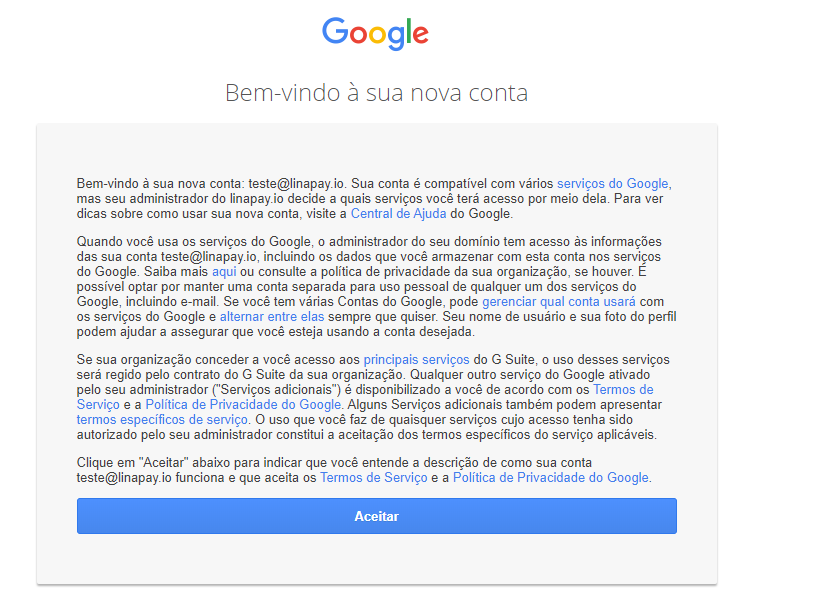 Google
Bem-vindo à sua nova conta
Bem-vindo à sua nova conta: teste@linapay.io. Sua conta é compatível com vários serviços do Google,
mas seu administrador do linapay.io decide a quais serviços você terá acesso por meio dela. Para ver
dicas sobre como usar sua nova conta, visite a Central de Ajuda do Google.
Quando você usa os serviços do Google, o administrador do seu domínio tem acesso às informações
das sua conta teste@linapay.io, incluindo os dados que você armazenar com esta conta nos serviços
do Google. Saiba mais aqui ou consulte a política de privacidade da sua organização, se houver. É
possível optar por manter uma conta separada para uso pessoal de qualquer um dos serviços do
Google, incluindo e-mail. Se você tem várias Contas do Google, pode gerenciar qual conta usará com
os serviços do Google e alternar entre elas sempre que quiser. Seu nome de usuário e sua foto do perfil
podem ajudar a assegurar que você esteja usando a conta desejada.
Se sua organização conceder a você acesso aos principais serviços do G Suite, o uso desses serviços
será regido pelo contrato do G Suite da sua organização. Qualquer outro serviço do Google ativado
pelo seu administrador ("Serviços adicionais") é disponibilizado a você de acordo com os Termos de
Serviço e a Política de Privacidade do Google. Alguns Serviços adicionais também podem apresentar
termos específicos de serviço. O uso que você faz de quaisquer serviços cujo acesso tenha sido
autorizado pelo seu administrador constitui a aceitação dos termos específicos do serviço aplicáveis.
Clique em "Aceitar" abaixo para indicar que você entende a descrição de como sua conta
teste@linapay.io funciona e que aceita os Termos de Serviço e a Política de Privacidade do Google.
Aceitar